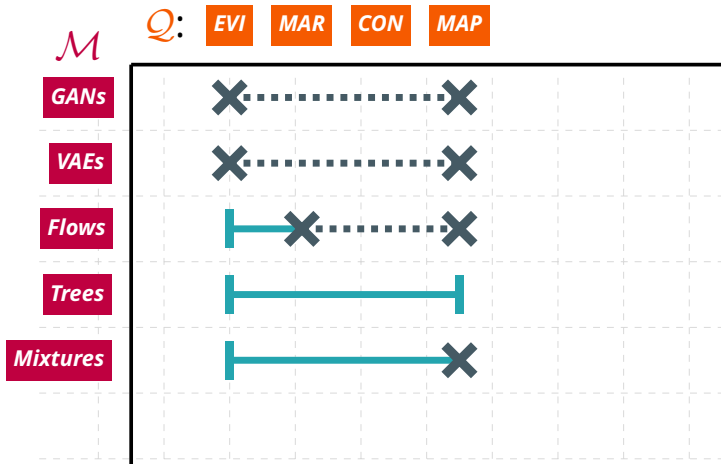 𝒬: EVI MAR CON MAP
ℳ
GANs
VAEs
Flows
Trees
Mixtures